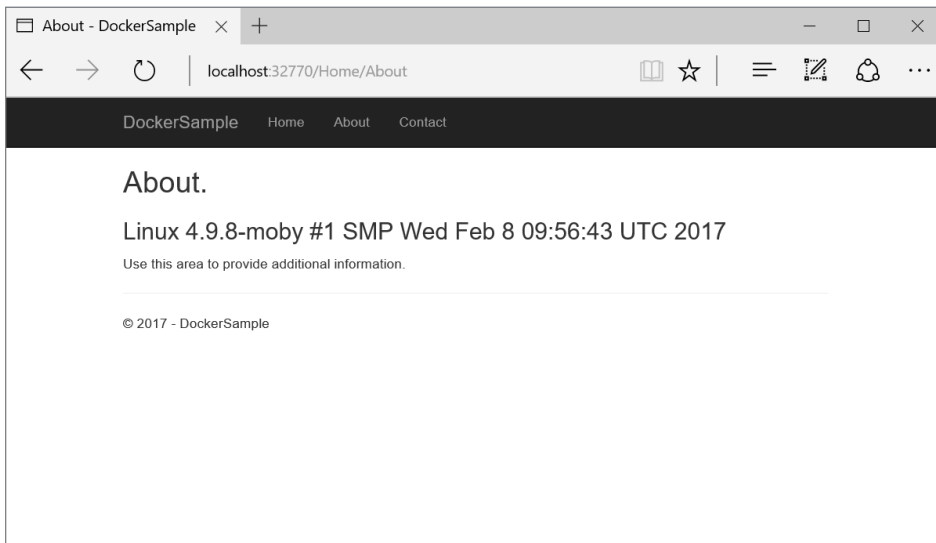 About - DockerSample
localhost:32770/Home/About
DockerSample Home About Contact
About.
Linux 4.9.8-moby #1 SMP Wed Feb 8 09:56:43 UTC 2017
Use this area to provide additional information.
© 2017 - DockerSample